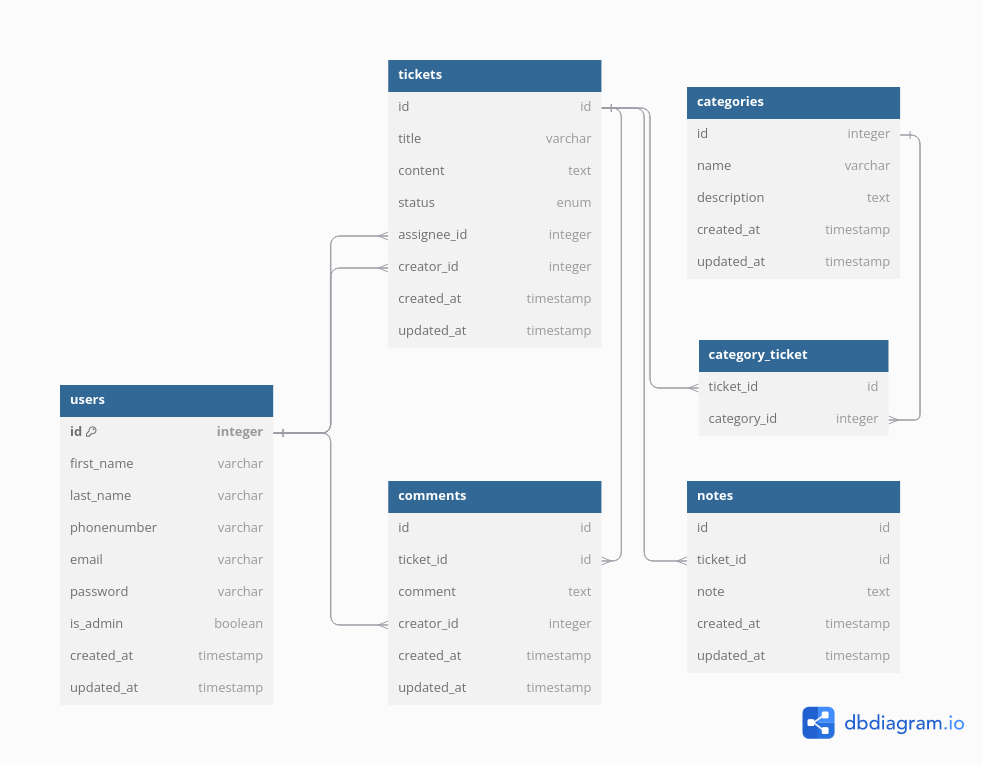 tickets
id id
title varchar
content text
status enum
assignee_id integer
creator_id integer
created_at timestamp
updated_at timestamp
categories
id integer
name varchar
description text
created_at timestamp
updated_at timestamp
category_ticket
ticket_id id
category_id integer
users
id integer
first_name varchar
last_name varchar
phonenumber varchar
email varchar
password varchar
is_admin boolean
created_at timestamp
updated_at timestamp
comments
id id
ticket_id id
comment text
creator_id integer
created_at timestamp
updated_at timestamp
notes
id id
ticket_id id
note text
created_at timestamp
updated_at timestamp
dbdiagram.io